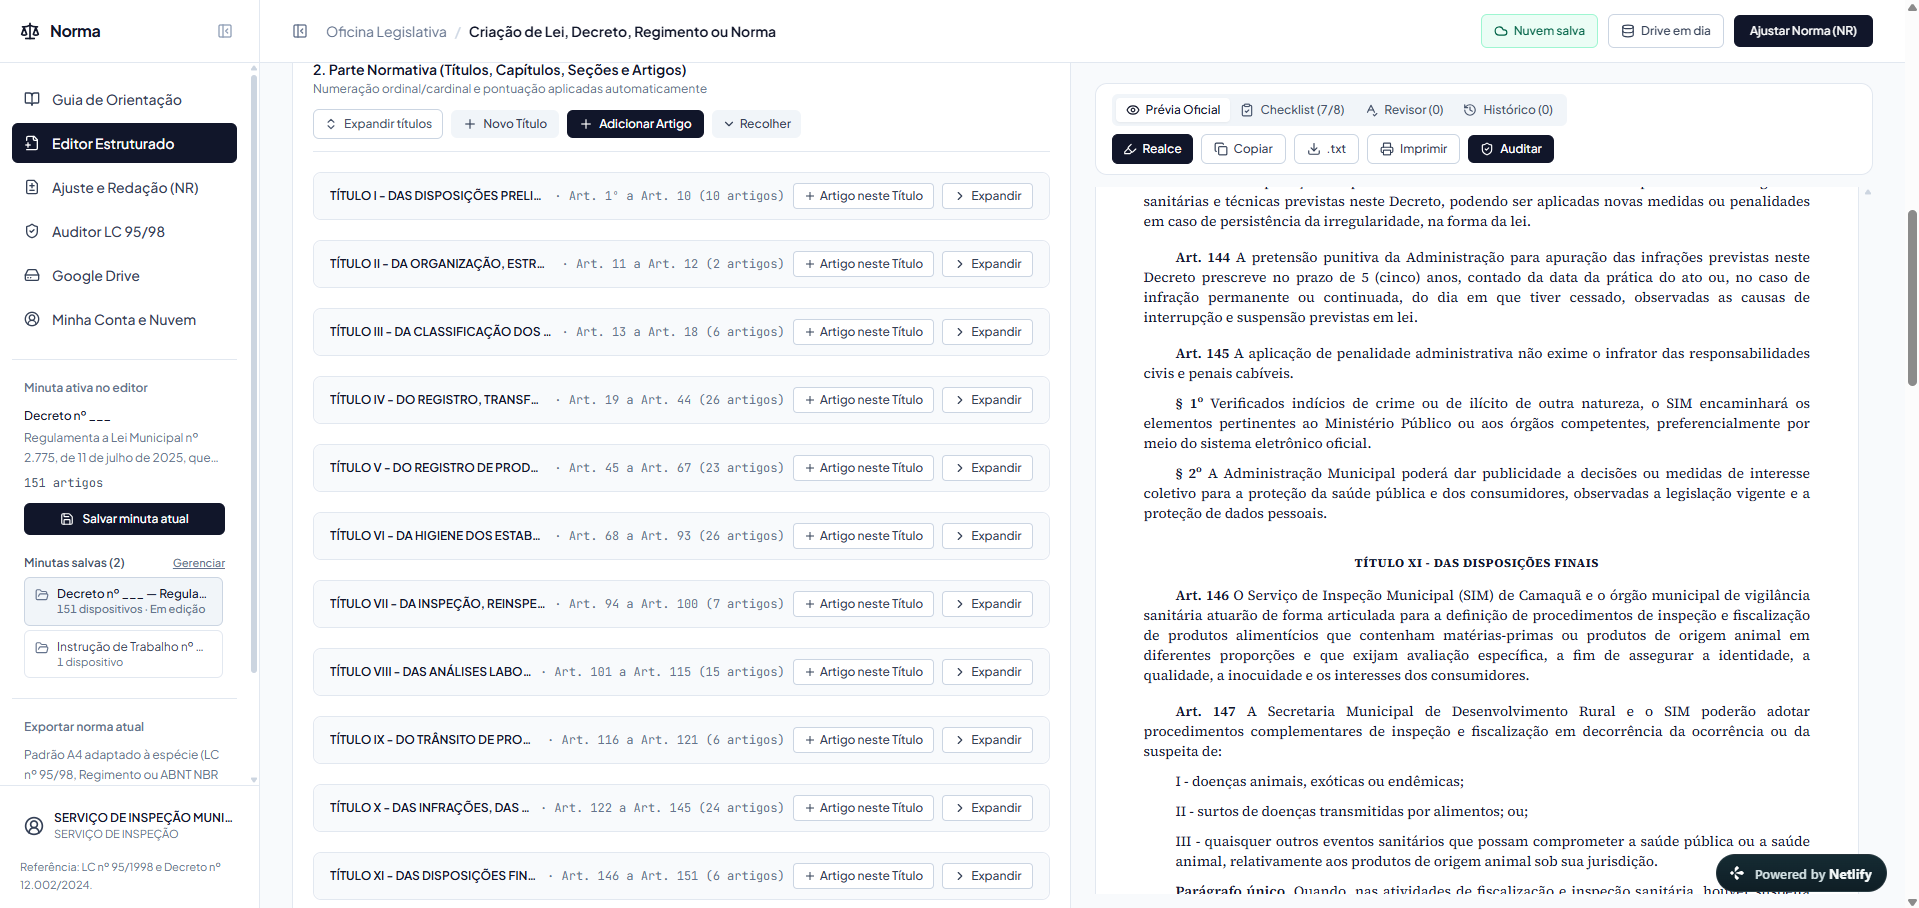 Norma
Guia de Orientação
Editor Estruturado
Ajuste e Redação (NR)
Auditor LC 95/98
Google Drive
Minha Conta e Nuvem
Minuta ativa no editor
Decreto nº ___
Regulamenta a Lei Municipal nº
2.775, de 11 de julho de 2025, que...
151 artigos
Salvar minuta atual
Minutas salvas (2)
Gerenciar
Decreto nº ___ — Regula...
151 dispositivos · Em edição
Instrução de Trabalho nº ...
1 dispositivo
Exportar norma atual
Padrão A4 adaptado à espécie (LC
nº 95/98, Regimento ou ABNT NBR
SERVIÇO DE INSPEÇÃO MUNI...
SERVIÇO DE INSPEÇÃO
Referência: LC nº 95/1998 e Decreto nº
12.002/2024.
Oficina Legislativa / Criação de Lei, Decreto, Regimento ou Norma
Nuvem salva
Drive em dia
Ajustar Norma (NR)
2. Parte Normativa (Títulos, Capítulos, Seções e Artigos)
Numeração ordinal/cardinal e pontuação aplicadas automaticamente
Expandir títulos
+ Novo Título
+ Adicionar Artigo
Recolher
TÍTULO I – DAS DISPOSIÇÕES PRELI... · Art. 1° a Art. 10 (10 artigos) + Artigo neste Título > Expandir
TÍTULO II – DA ORGANIZAÇÃO, ESTR... · Art. 11 a Art. 12 (2 artigos) + Artigo neste Título > Expandir
TÍTULO III – DA CLASSIFICAÇÃO DOS ... · Art. 13 a Art. 18 (6 artigos) + Artigo neste Título > Expandir
TÍTULO IV – DO REGISTRO, TRANSF... · Art. 19 a Art. 44 (26 artigos) + Artigo neste Título > Expandir
TÍTULO V – DO REGISTRO DE PROD... · Art. 45 a Art. 67 (23 artigos) + Artigo neste Título > Expandir
TÍTULO VI – DA HIGIENE DOS ESTAB... · Art. 68 a Art. 93 (26 artigos) + Artigo neste Título > Expandir
TÍTULO VII – DA INSPEÇÃO, REINSPE... · Art. 94 a Art. 100 (7 artigos) + Artigo neste Título > Expandir
TÍTULO VIII – DAS ANÁLISES LABO... · Art. 101 a Art. 115 (15 artigos) + Artigo neste Título > Expandir
TÍTULO IX – DO TRÂNSITO DE PRO... · Art. 116 a Art. 121 (6 artigos) + Artigo neste Título > Expandir
TÍTULO X – DAS INFRAÇÕES, DAS ... · Art. 122 a Art. 145 (24 artigos) + Artigo neste Título > Expandir
TÍTULO XI – DAS DISPOSIÇÕES FIN... · Art. 146 a Art. 151 (6 artigos) + Artigo neste Título > Expandir
Prévia Oficial
Checklist (7/8)
Revisor (0)
Histórico (0)
Realce
Copiar
.txt
Imprimir
Auditar
sanitárias e técnicas previstas neste Decreto, podendo ser aplicadas novas medidas ou penalidades
em caso de persistência da irregularidade, na forma da lei.
Art. 144 A pretensão punitiva da Administração para apuração das infrações previstas neste
Decreto prescreve no prazo de 5 (cinco) anos, contado da data da prática do ato ou, no caso de
infração permanente ou continuada, do dia em que tiver cessado, observadas as causas de
interrupção e suspensão previstas em lei.
Art. 145 A aplicação de penalidade administrativa não exime o infrator das responsabilidades
civis e penais cabíveis.
§ 1º Verificados indícios de crime ou de ilícito de outra natureza, o SIM encaminhará os
elementos pertinentes ao Ministério Público ou aos órgãos competentes, preferencialmente por
meio do sistema eletrônico oficial.
§ 2º A Administração Municipal poderá dar publicidade a decisões ou medidas de interesse
coletivo para a proteção da saúde pública e dos consumidores, observadas a legislação vigente e a
proteção de dados pessoais.
TÍTULO XI - DAS DISPOSIÇÕES FINAIS
Art. 146 O Serviço de Inspeção Municipal (SIM) de Camaquã e o órgão municipal de vigilância
sanitária atuarão de forma articulada para a definição de procedimentos de inspeção e fiscalização
de produtos alimentícios que contenham matérias-primas ou produtos de origem animal em
diferentes proporções e que exijam avaliação específica, a fim de assegurar a identidade, a
qualidade, a inocuidade e os interesses dos consumidores.
Art. 147 A Secretaria Municipal de Desenvolvimento Rural e o SIM poderão adotar
procedimentos complementares de inspeção e fiscalização em decorrência da ocorrência ou da
suspeita de:
I - doenças animais, exóticas ou endêmicas;
II - surtos de doenças transmitidas por alimentos; ou;
III - quaisquer outros eventos sanitários que possam comprometer a saúde pública ou a saúde
animal, relativamente aos produtos de origem animal sob sua jurisdição.
Parágrafo único. Quando, nas atividades de fiscalização e inspeção sanitária,
Powered by Netlify